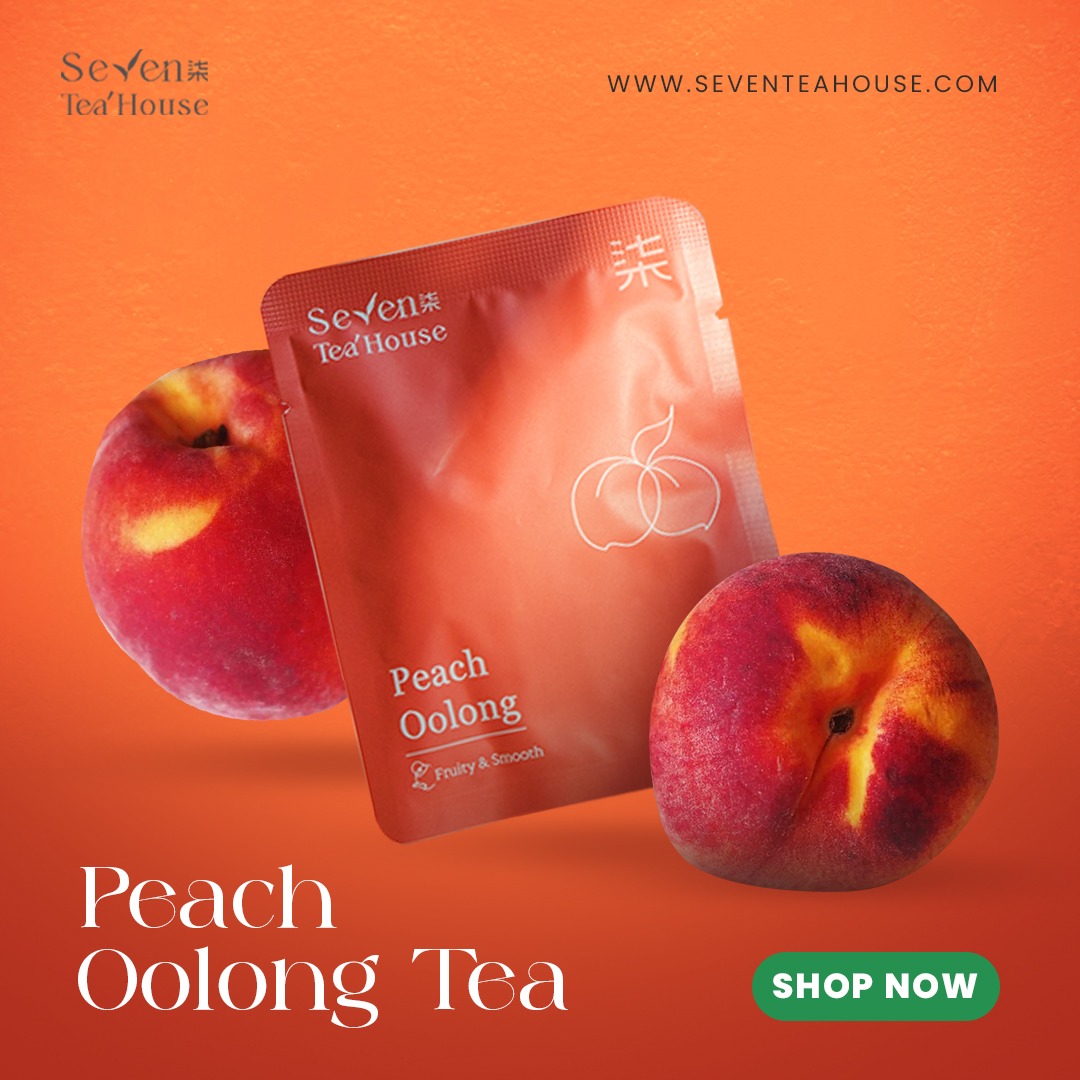 Seven柒
Tea'House
WWW.SEVENTEAHOUSE.COM
柒
Seven柒
Tea'House
Peach
Oolong
Fruity & Smooth
Peach
Oolong Tea
SHOP NOW